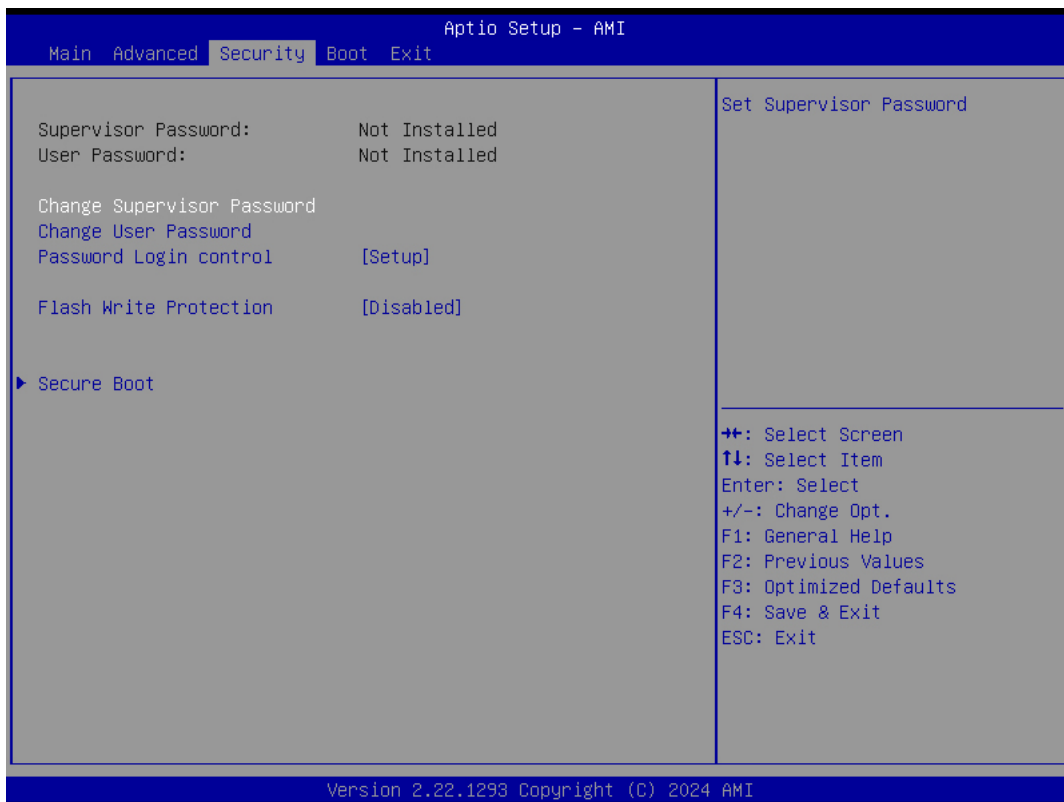 Aptio Setup – AMI
Main Advanced Security Boot Exit
Supervisor Password: Not Installed
User Password: Not Installed
Change Supervisor Password
Change User Password
Password Login control [Setup]
Flash Write Protection [Disabled]
Secure Boot
Set Supervisor Password
→←: Select Screen
↑↓: Select Item
Enter: Select
+/-: Change Opt.
F1: General Help
F2: Previous Values
F3: Optimized Defaults
F4: Save & Exit
ESC: Exit
Version 2.22.1293 Copyright (C) 2024 AMI